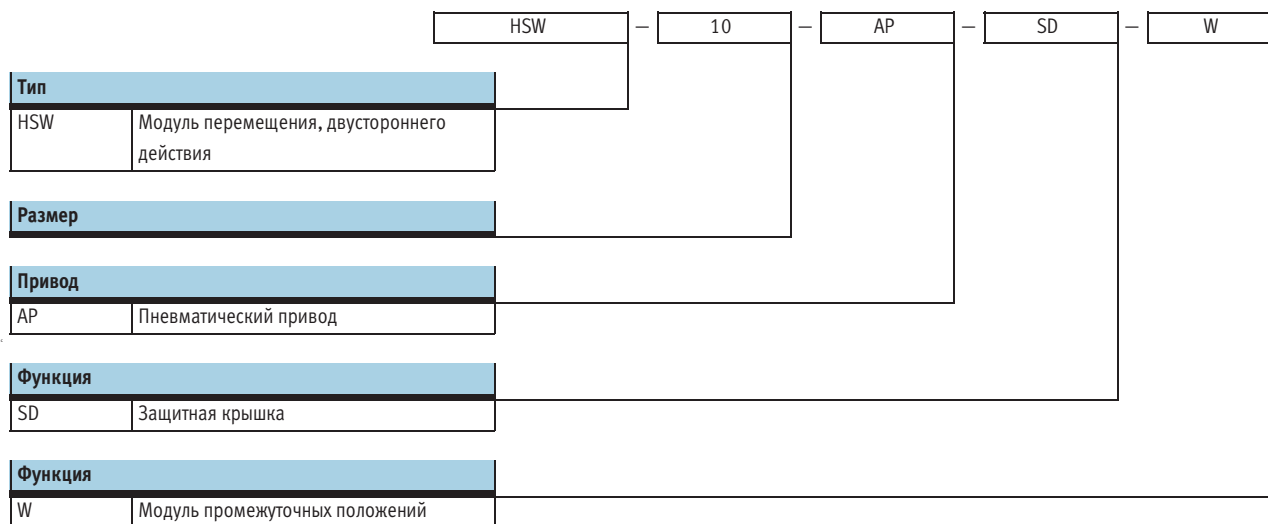 HSW – 10 – AP – SD – W
Тип
HSW Модуль перемещения, двустороннего
действия
Размер
Привод
AP Пневматический привод
Функция
SD Защитная крышка
Функция
W Модуль промежуточных положений